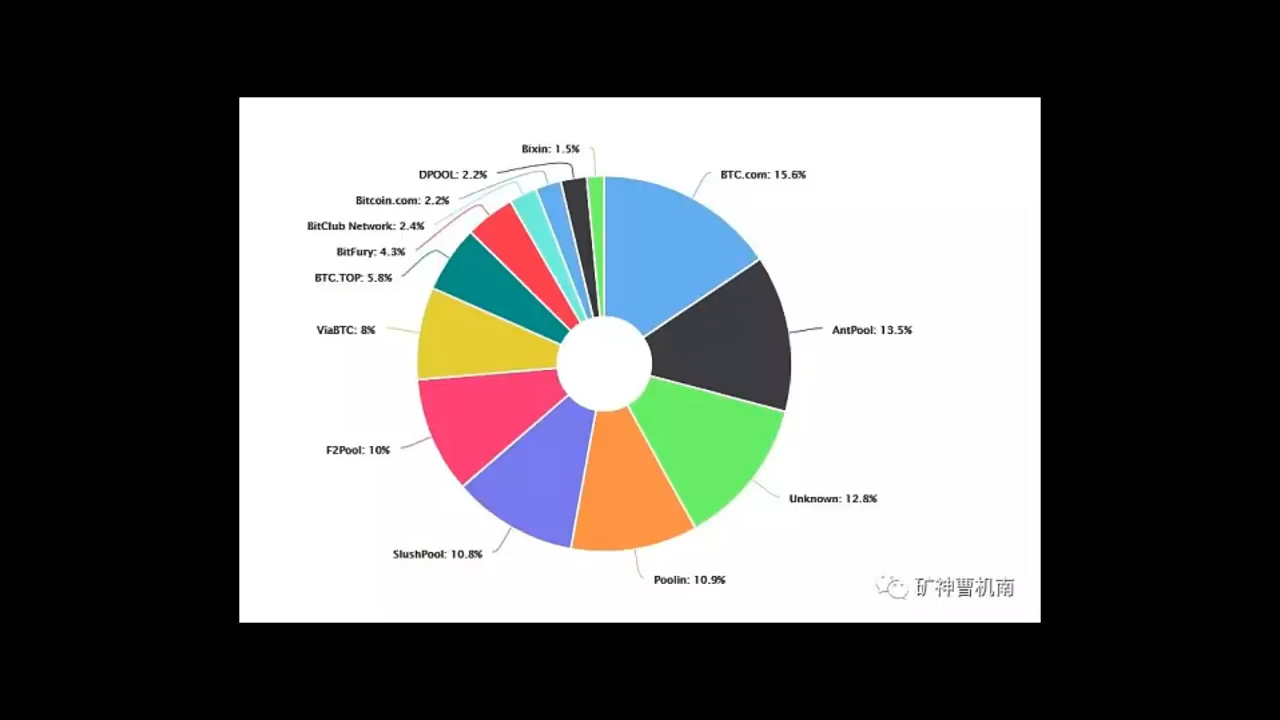 Bixin: 1.5%
DPOOL: 2.2%
BTC.com: 15.6%
Bitcoin.com: 2.2%
BitClub Network: 2.4%
BitFury: 4.3%
BTC.TOP: 5.8%
ViaBTC: 8%
AntPool: 13.5%
F2Pool: 10%
Unknown: 12.8%
SlushPool: 10.8%
Poolin: 10.9%
矿神曹机南